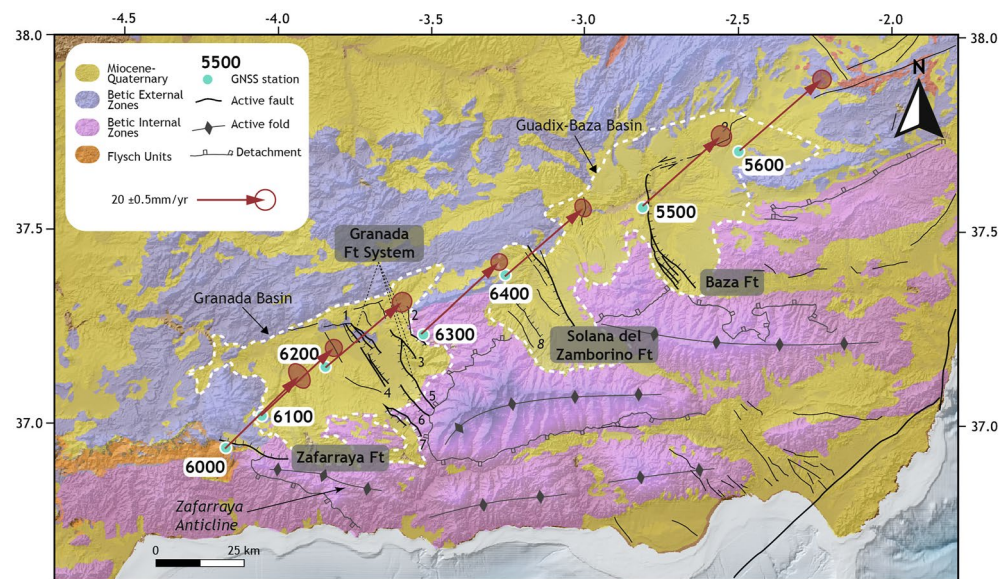 -4.5 -4.0 -3.5 -3.0 -2.5 -2.0
38.0
38.0
5500
Miocene-
Quaternary
GNSS station
Betic External
Zones
Active fault
Betic Internal
Zones
Active fold
Flysch Units
Detachment
20 ±0.5mm/yr
N
Guadix-Baza Basin
9
5600
5500
37.5
37.5
Granada
Ft System
Baza Ft
6400
Granada Basin
1
2
6300
Solana del
Zamborino Ft
8
6200
3
4
5
6100
6
7
37.0
37.0
6000
Zafarraya Ft
Zafarraya
Anticline
0 25 km